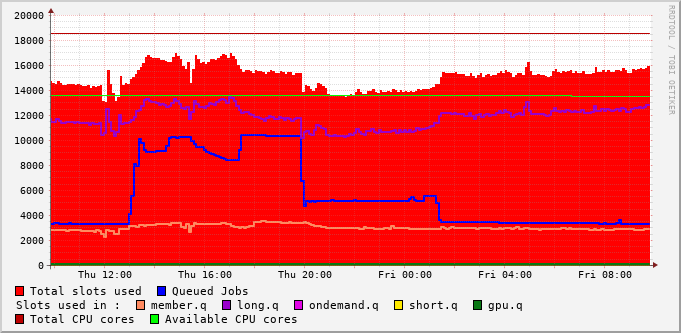 20000
18000
16000
14000
12000
10000
8000
6000
4000
2000
0
Thu 12:00 Thu 16:00 Thu 20:00 Fri 00:00 Fri 04:00 Fri 08:00
RRDTOOL / TOBI OETIKER
Total slots used Queued Jobs
Slots used in : member.q long.q ondemand.q short.q gpu.q
Total CPU cores Available CPU cores